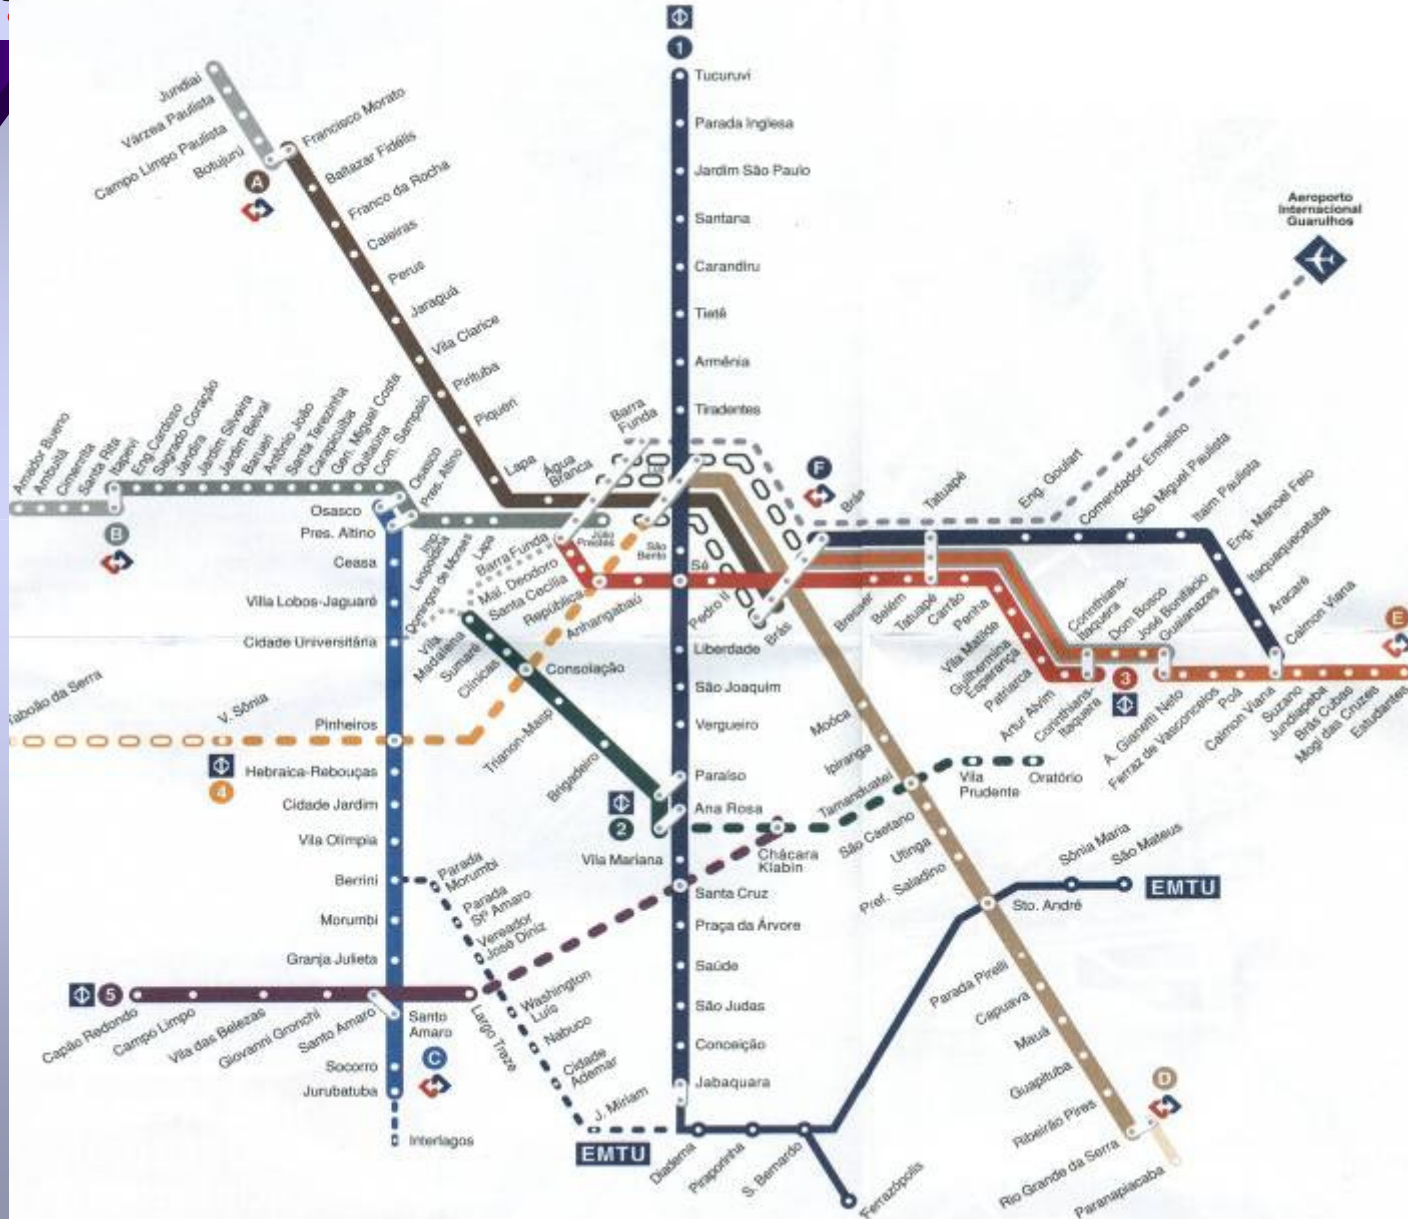 1
Tucuruvi
Parada Inglesa
Jardim São Paulo
Santana
Carandiru
Tietê
Armênia
Tiradentes
Jundiaí
Várzea Paulista
Campo Limpo Paulista
Botujurú
A
Francisco Morato
Baltazar Fidélis
Franco da Rocha
Caieiras
Perus
Jaraguá
Vila Clarice
Pirituba
Piqueri
Lapa
Água
Branca
Barra
Funda
Aeroporto
Internacional
Guarulhos
Amador Bueno
Ambuitá
Cimenrita
Santa Rita
Itapevi
Eng Cardoso
Sagrado Coração
Jandira
Jardim Silveira
Jardim Belval
Barueri
Antônio João
Santa Terezinha
Carapicuíba
Gen. Miguel Costa
Quitaúna
Com. Sampaio
Osasco
Pres. Altino
B
Imp.
Leopoldina
Domingos de Moraes
Lapa
Júlio
Prestes
Osasco
Pres. Altino
Ceasa
Villa Lobos-Jaguaré
Cidade Universitária
Pinheiros
Hebraica-Rebouças
Cidade Jardim
Vila Olímpia
Berrini
Morumbi
Granja Julieta
Santo
Amaro
Socorro
Jurubatuba
Interlagos
C
Barra Funda
Mal. Deodoro
Santa Cecília
República
Anhangabaú
São
Bento
Sé
Pedro II
Brás
Bresser
Belém
Tatuapé
Carrão
Penha
Vila Matilde
Guilhermina
Esperança
Patriarca
Artur Alvim
Corinthians-
Itaquera
3
F
Brás
Tatuapé
Eng. Goulart
Comendador Ermelino
São Miguel Paulista
Itaim Paulista
Eng. Manoel Feio
Itaquaquecetuba
Aracaré
Calmon Viana
Corinthians-
Itaquera
Dom Bosco
José Bonifácio
Guaianazes
E
A. Gianetti Neto
Ferraz de Vasconcelos
Poá
Calmon Viana
Suzano
Jundiapeba
Brás Cubas
Mogi das Cruzes
Estudantes
Vila
Madalena
Sumaré
Clínicas
Consolação
Trianon-Masp
Brigadeiro
2
Liberdade
São Joaquim
Vergueiro
Paraíso
Ana Rosa
Vila Mariana
Chácara
Klabin
Santa Cruz
Praça da Árvore
Saúde
São Judas
Conceição
Jabaquara
Taboão da Serra
V. Sônia
4
Moóca
Ipiranga
Tamanduateí
Vila
Prudente
Oratório
São Caetano
Utinga
Pref. Saladino
Sto. André
Sônia Maria
São Mateus
EMTU
Parada Pirelli
Capuava
Mauá
Guapituba
Ribeirão Pires
Rio Grande da Serra
Paranapiacaba
D
5
Capão Redondo
Campo Limpo
Vila das Belezas
Giovanni Gronchi
Santo Amaro
Largo Treze
Parada
Morumbi
Parada
Stº Amaro
Vereador
José Diniz
Washington
Luís
Nabuco
Cidade
Ademar
J. Miriam
EMTU
Diadema
Piraporinha
S. Bernardo
Ferrazópolis